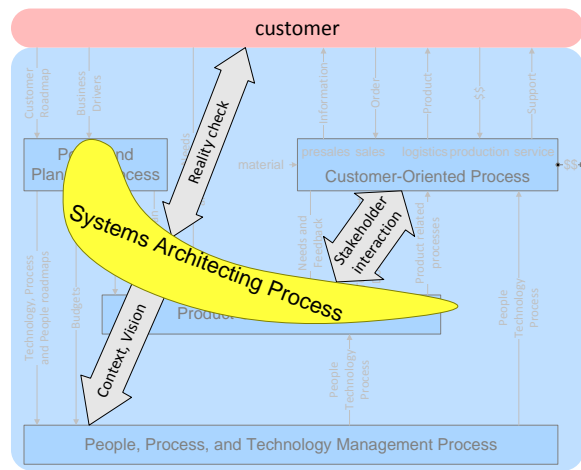 customer
Customer
Roadmap
Business
Drivers
Information
Order
Product
$$
Support
Reality check
material
presales sales logistics production service
Customer-Oriented Process
$$
Systems Architecting Process
Stakeholder
interaction
Needs and
Feedback
Product related
processes
Technology, Process
and People roadmaps
Budgets
Context, Vision
People
Technology
Process
People
Technology
Process
People, Process, and Technology Management Process